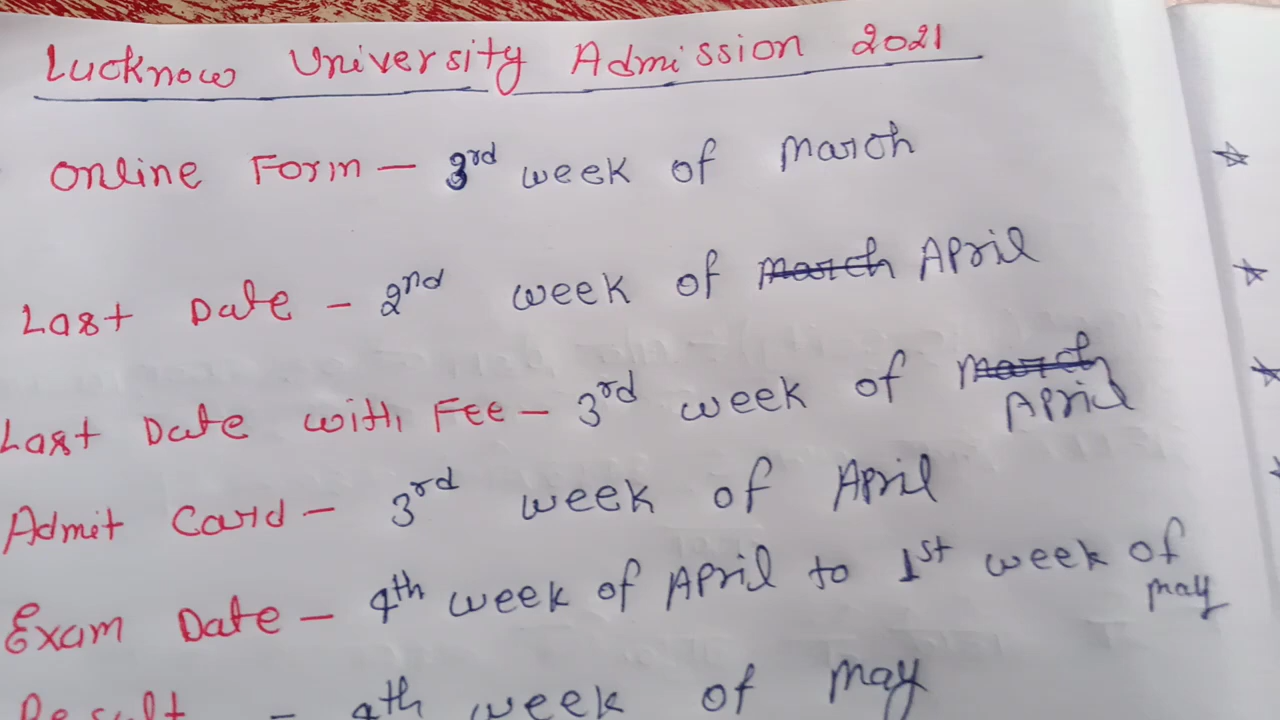 Lucknow University Admission 2021
Online Form - 3rd week of march
Last Date - 2nd week of march April
Last Date with Fee - 3rd week of march
April
Admit Card - 3rd week of April
Exam Date - 4th week of April to 1st week of
may
Result - 4th week of may